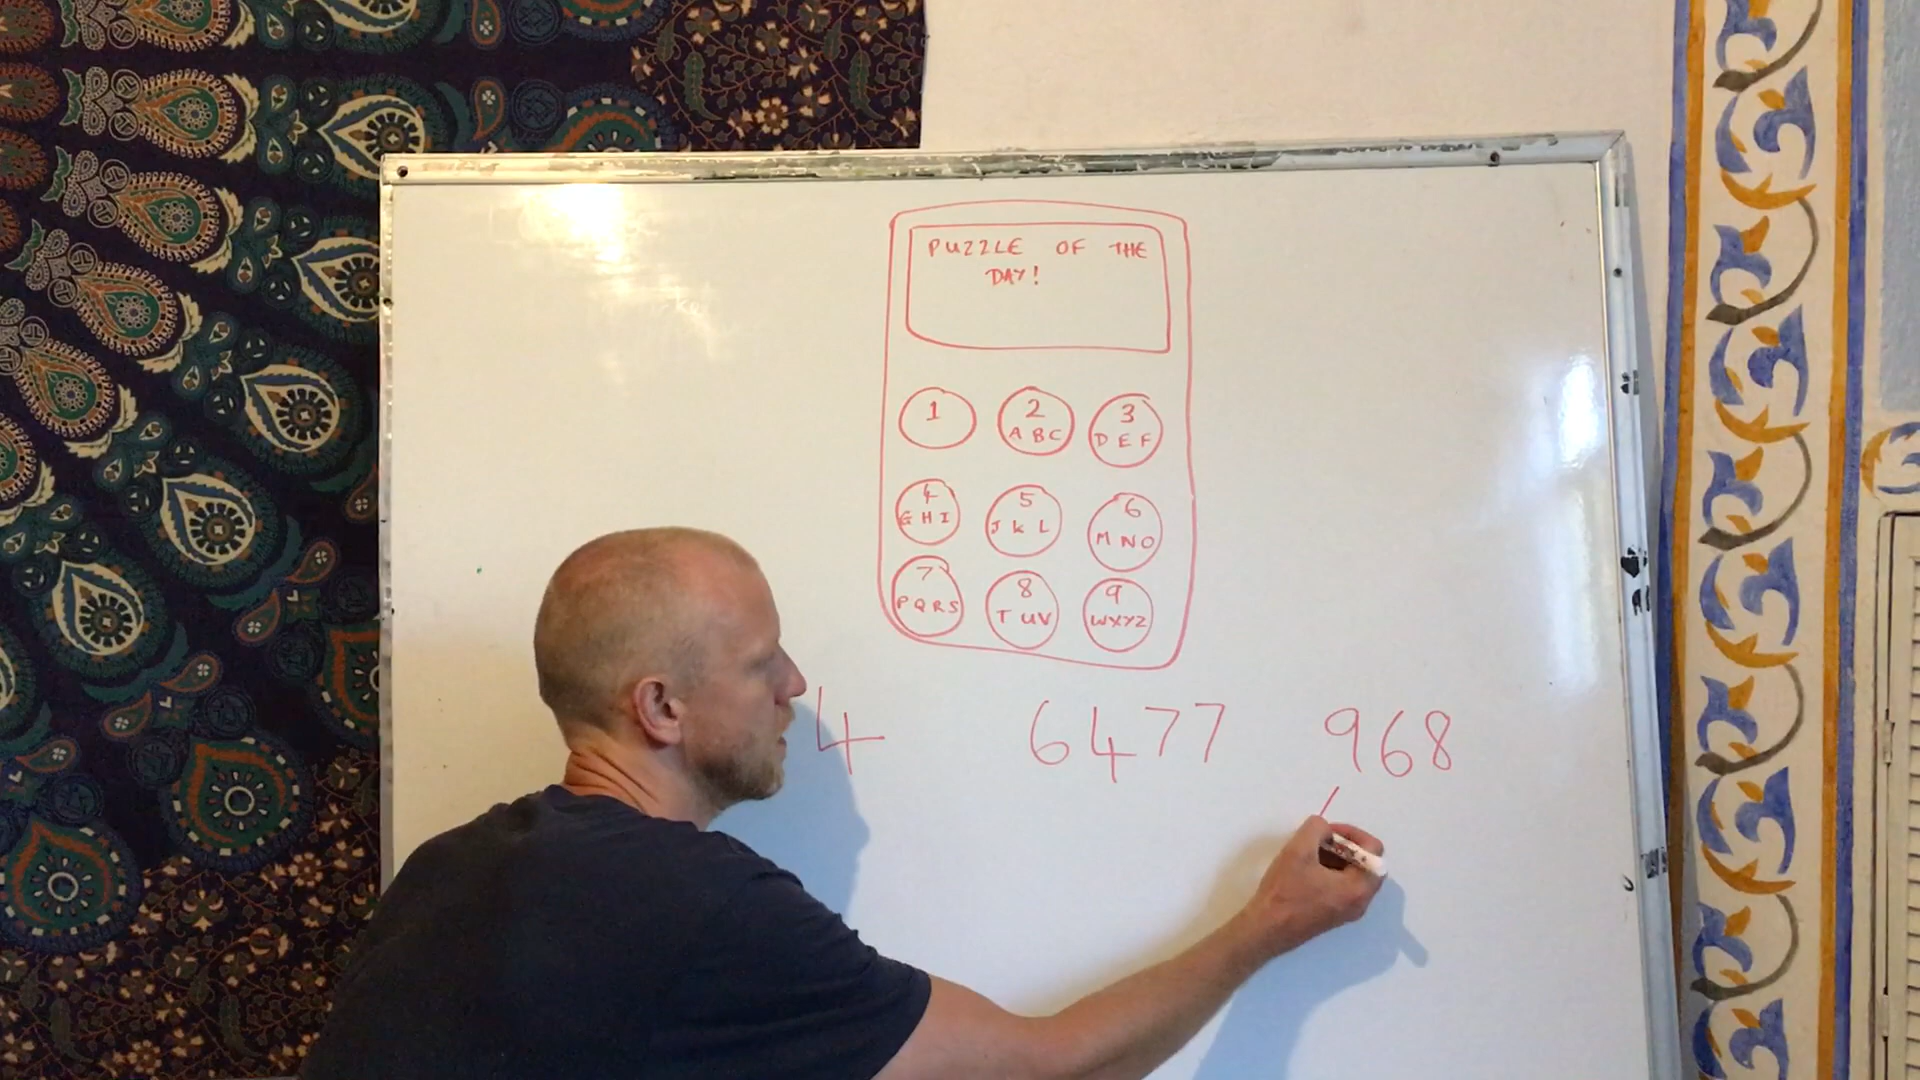 PUZZLE OF THE
DAY!
1
2
ABC
3
DEF
4
GHI
5
JKL
6
MNO
7
PQRS
8
TUV
9
WXYZ
4 6477 968